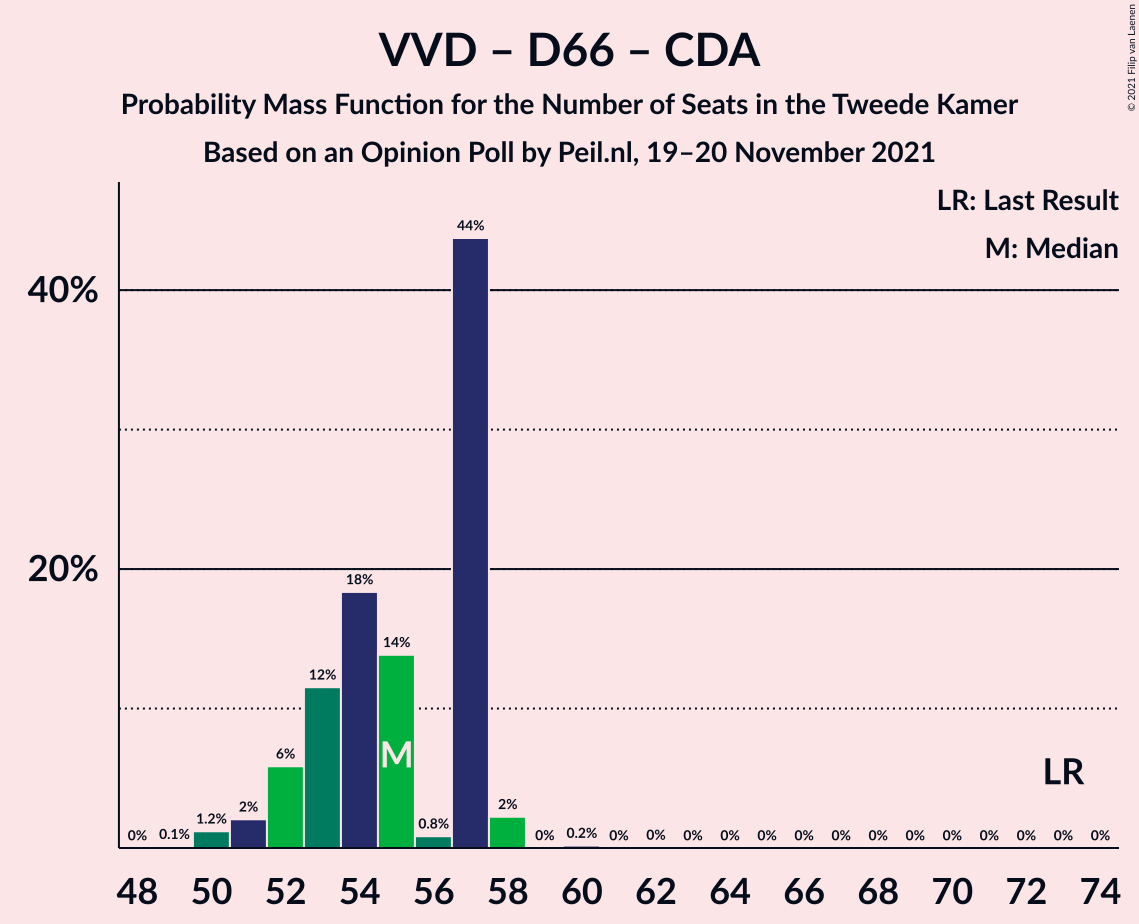 VVD – D66 – CDA
Probability Mass Function for the Number of Seats in the Tweede Kamer
Based on an Opinion Poll by Peil.nl, 19–20 November 2021
© 2021 Filip van Laenen
LR: Last Result
M: Median
40%
20%
0% 0.1% 1.2% 2% 6% 12% 18% 14% 0.8% 44% 2% 0% 0.2% 0% 0% 0% 0% 0% 0% 0% 0% 0% 0% 0% 0% 0% 0%
M
LR
48 50 52 54 56 58 60 62 64 66 68 70 72 74